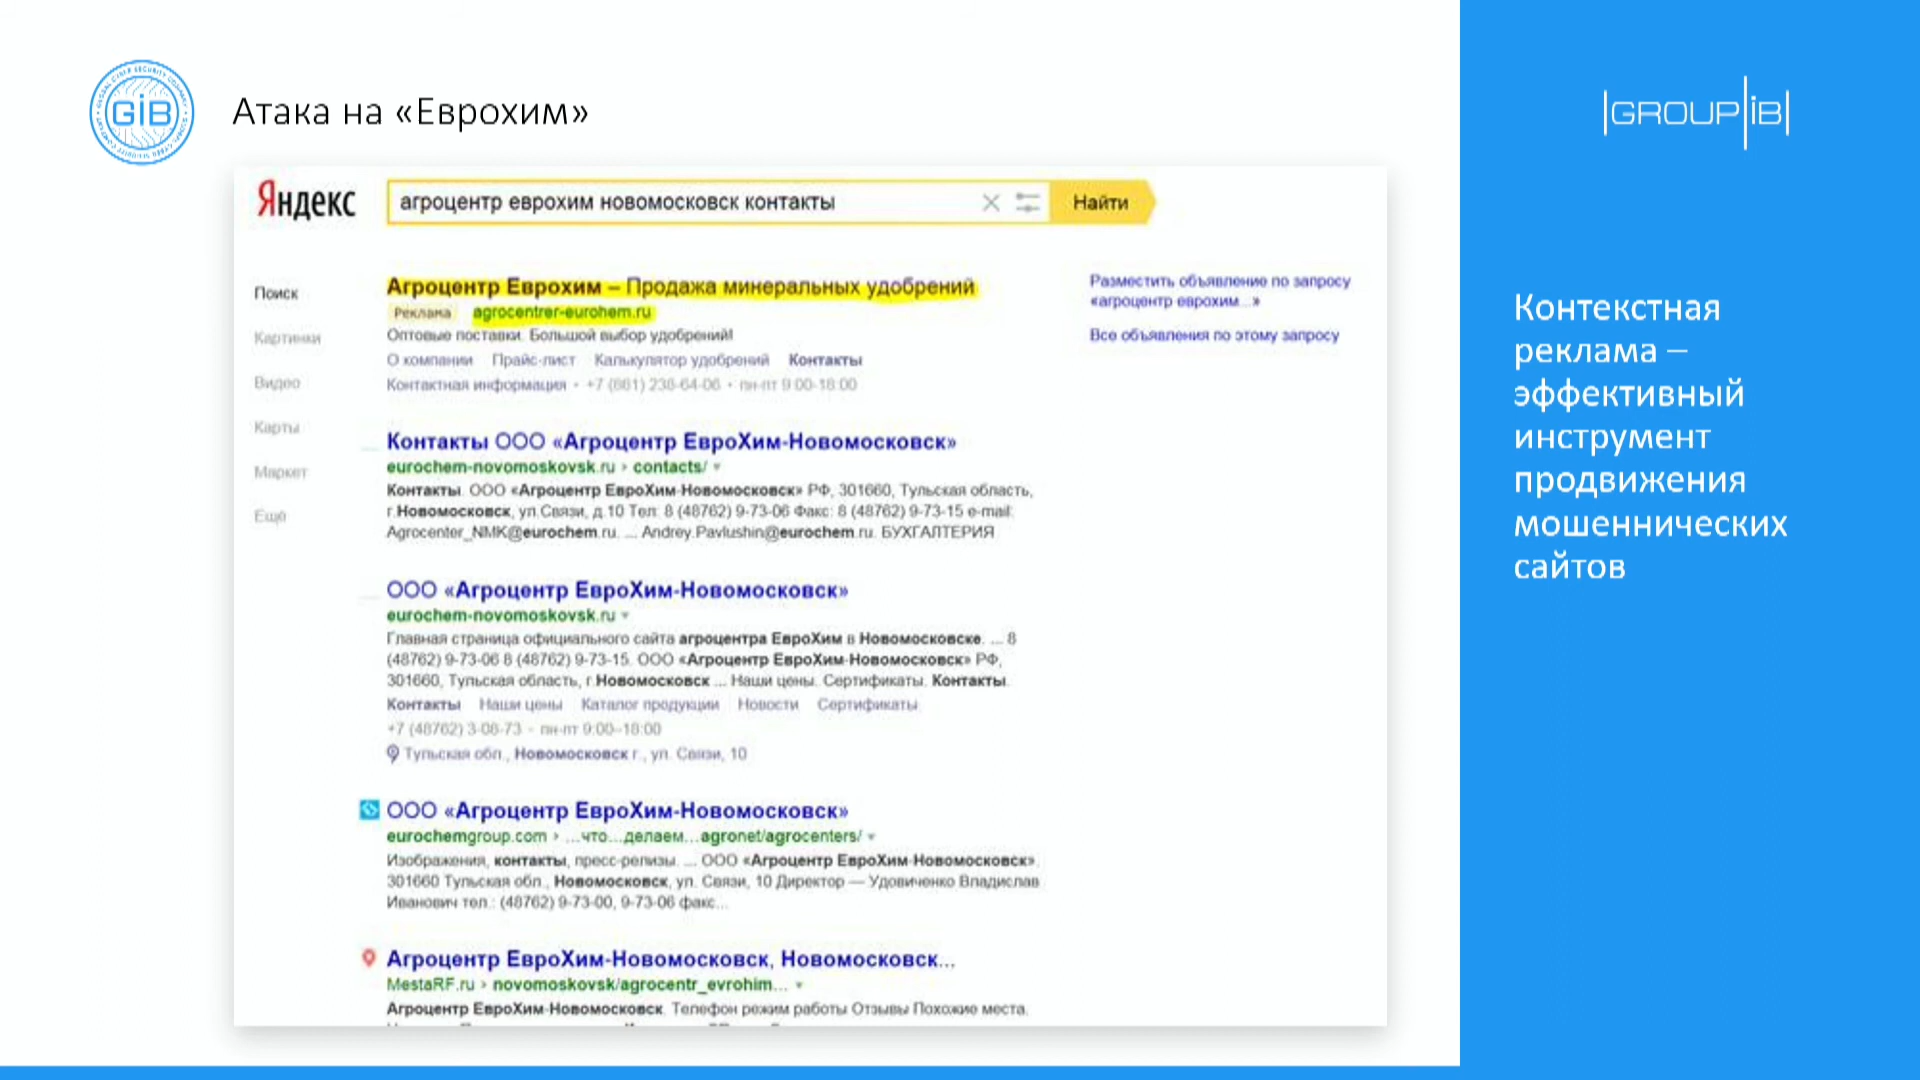 GIB
Атака на «Еврохим»
GROUP iB
Яндекс
агроцентр еврохим новомосковск контакты
Найти
Поиск
Картинки
Видео
Карты
Маркет
Ещё
Агроцентр Еврохим – Продажа минеральных удобрений
Реклама agrocentrer-eurohem.ru
Оптовые поставки. Большой выбор удобрений!
О компании Прайс-лист Калькулятор удобрений Контакты
Контактная информация · +7 (861) 238-64-06 · пн-пт 9:00-18:00
Разместить объявление по запросу
«агроцентр еврохим...»
Все объявления по этому запросу
Контакты ООО «Агроцентр ЕвроХим-Новомосковск»
eurochem-novomoskovsk.ru › contacts/
Контакты. ООО «Агроцентр ЕвроХим-Новомосковск» РФ, 301660, Тульская область,
г.Новомосковск, ул.Связи, д.10 Тел: 8 (48762) 9-73-06 Факс: 8 (48762) 9-73-15 e-mail:
Agrocenter_NMK@eurochem.ru. ... Andrey.Pavlushin@eurochem.ru. БУХГАЛТЕРИЯ
ООО «Агроцентр ЕвроХим-Новомосковск»
eurochem-novomoskovsk.ru
Главная страница официального сайта агроцентра ЕвроХим в Новомосковске. ... 8
(48762) 9-73-06 8 (48762) 9-73-15. ООО «Агроцентр ЕвроХим-Новомосковск» РФ,
301660, Тульская область, г.Новомосковск ... Наши цены. Сертификаты. Контакты.
Контакты Наши цены Каталог продукции Новости Сертификаты
+7 (48762) 3-06-73 · пн-пт 9:00–18:00
Тульская обл., Новомосковск г., ул. Связи, 10
ООО «Агроцентр ЕвроХим-Новомосковск»
eurochemgroup.com › ...что...делаем...agronet/agrocenters/
Изображения, контакты, пресс-релизы. ... ООО «Агроцентр ЕвроХим-Новомосковск».
301660 Тульская обл., Новомосковск, ул. Связи, 10 Директор — Удовиченко Владислав
Иванович тел.: (48762) 9-73-00, 9-73-06 факс...
Агроцентр ЕвроХим-Новомосковск, Новомосковск...
MestaRF.ru › novomoskovsk/agrocentr_evrohim...
Агроцентр ЕвроХим-Новомосковск. Телефон режим работы Отзывы Похожие места.
Контекстная
реклама –
эффективный
инструмент
продвижения
мошеннических
сайтов